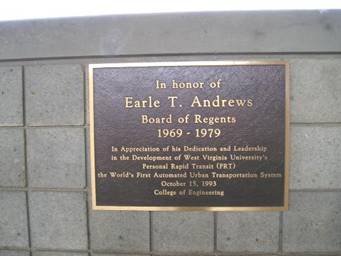 In honor of
Earle T. Andrews
Board of Regents
1969 - 1979
In Appreciation of his Dedication and Leadership
in the Development of West Virginia University's
Personal Rapid Transit (PRT)
the World's First Automated Urban Transportation System
October 15, 1993
College of Engineering